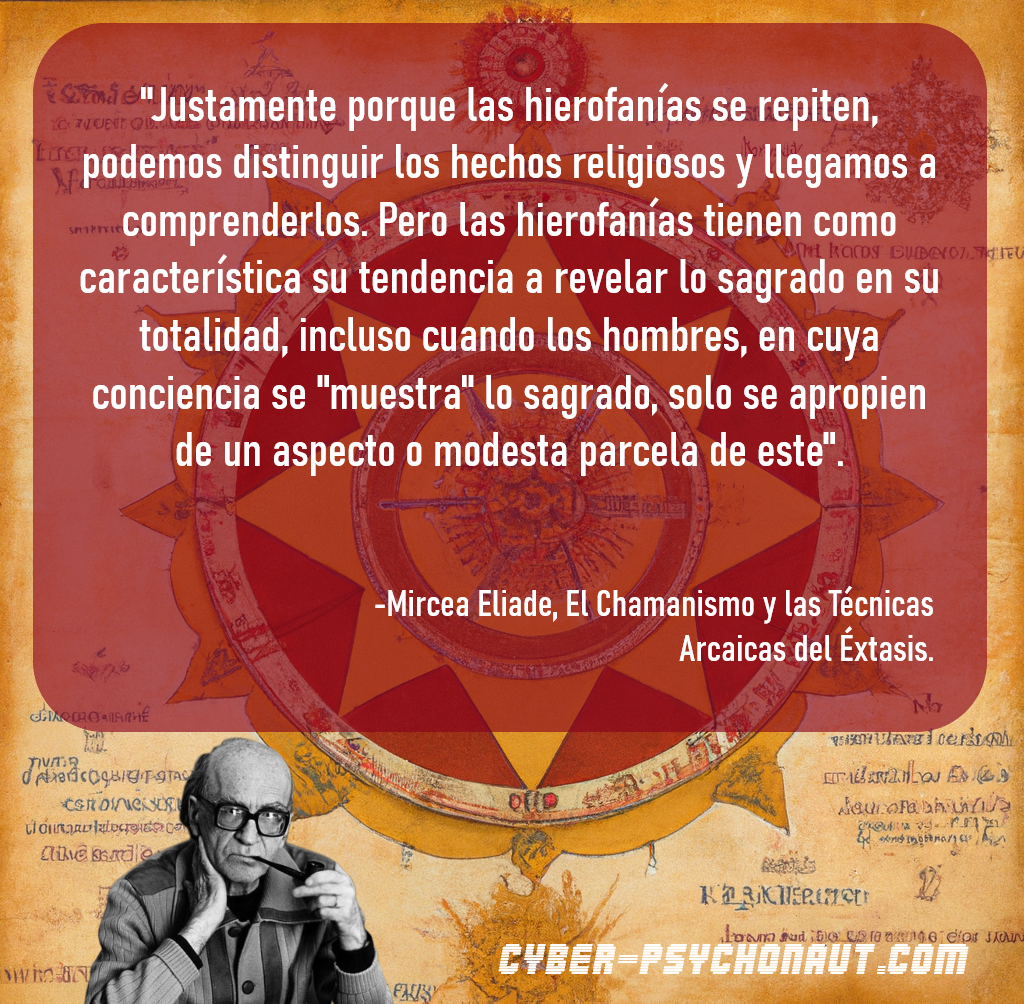 "Justamente porque las hierofanías se repiten,
podemos distinguir los hechos religiosos y llegamos a
comprenderlos. Pero las hierofanías tienen como
característica su tendencia a revelar lo sagrado en su
totalidad, incluso cuando los hombres, en cuya
conciencia se "muestra" lo sagrado, solo se apropien
de un aspecto o modesta parcela de este".
-Mircea Eliade, El Chamanismo y las Técnicas
Arcaicas del Éxtasis.
CYBER-PSYCHONAUT.COM